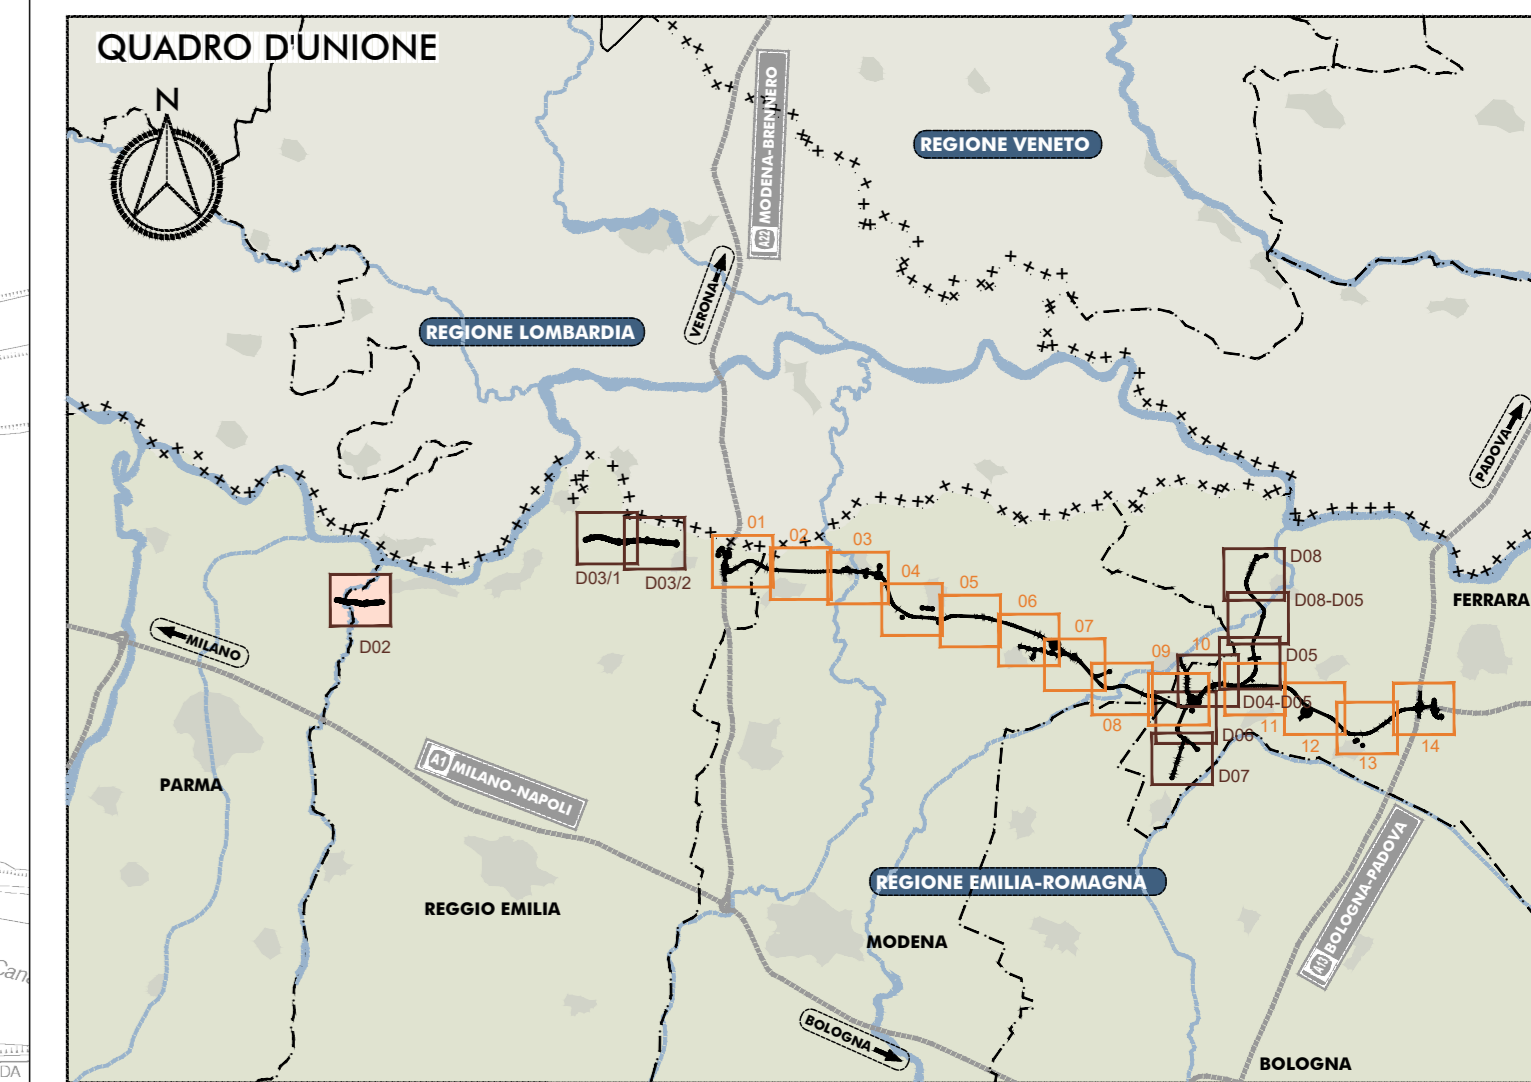 QUADRO D'UNIONE
N
A22 MODENA-BRENNERO
REGIONE VENETO
VERONA
REGIONE LOMBARDIA
PADOVA
01
02
03
04
05
06
07
08
09
10
11
12
13
14
D03/1
D03/2
D02
D08
D08-D05
D05
D04-D05
D06
D07
FERRARA
MILANO
PARMA
A1 MILANO-NAPOLI
REGGIO EMILIA
REGIONE EMILIA-ROMAGNA
MODENA
A13 BOLOGNA-PADOVA
BOLOGNA
BOLOGNA
DA